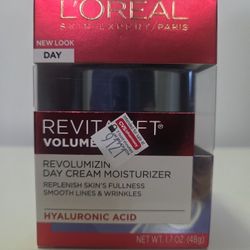 L'ORÉAL
SKIN EXPERT/PARIS
NEW LOOK
DAY
REVITALIFT
VOLUME
REVOLUMIZIN
DAY CREAM MOISTURIZER
REPLENISH SKIN'S FULLNESS
SMOOTH LINES & WRINKLES
HYALURONIC ACID
NET WT. 1.7 OZ. (48g)